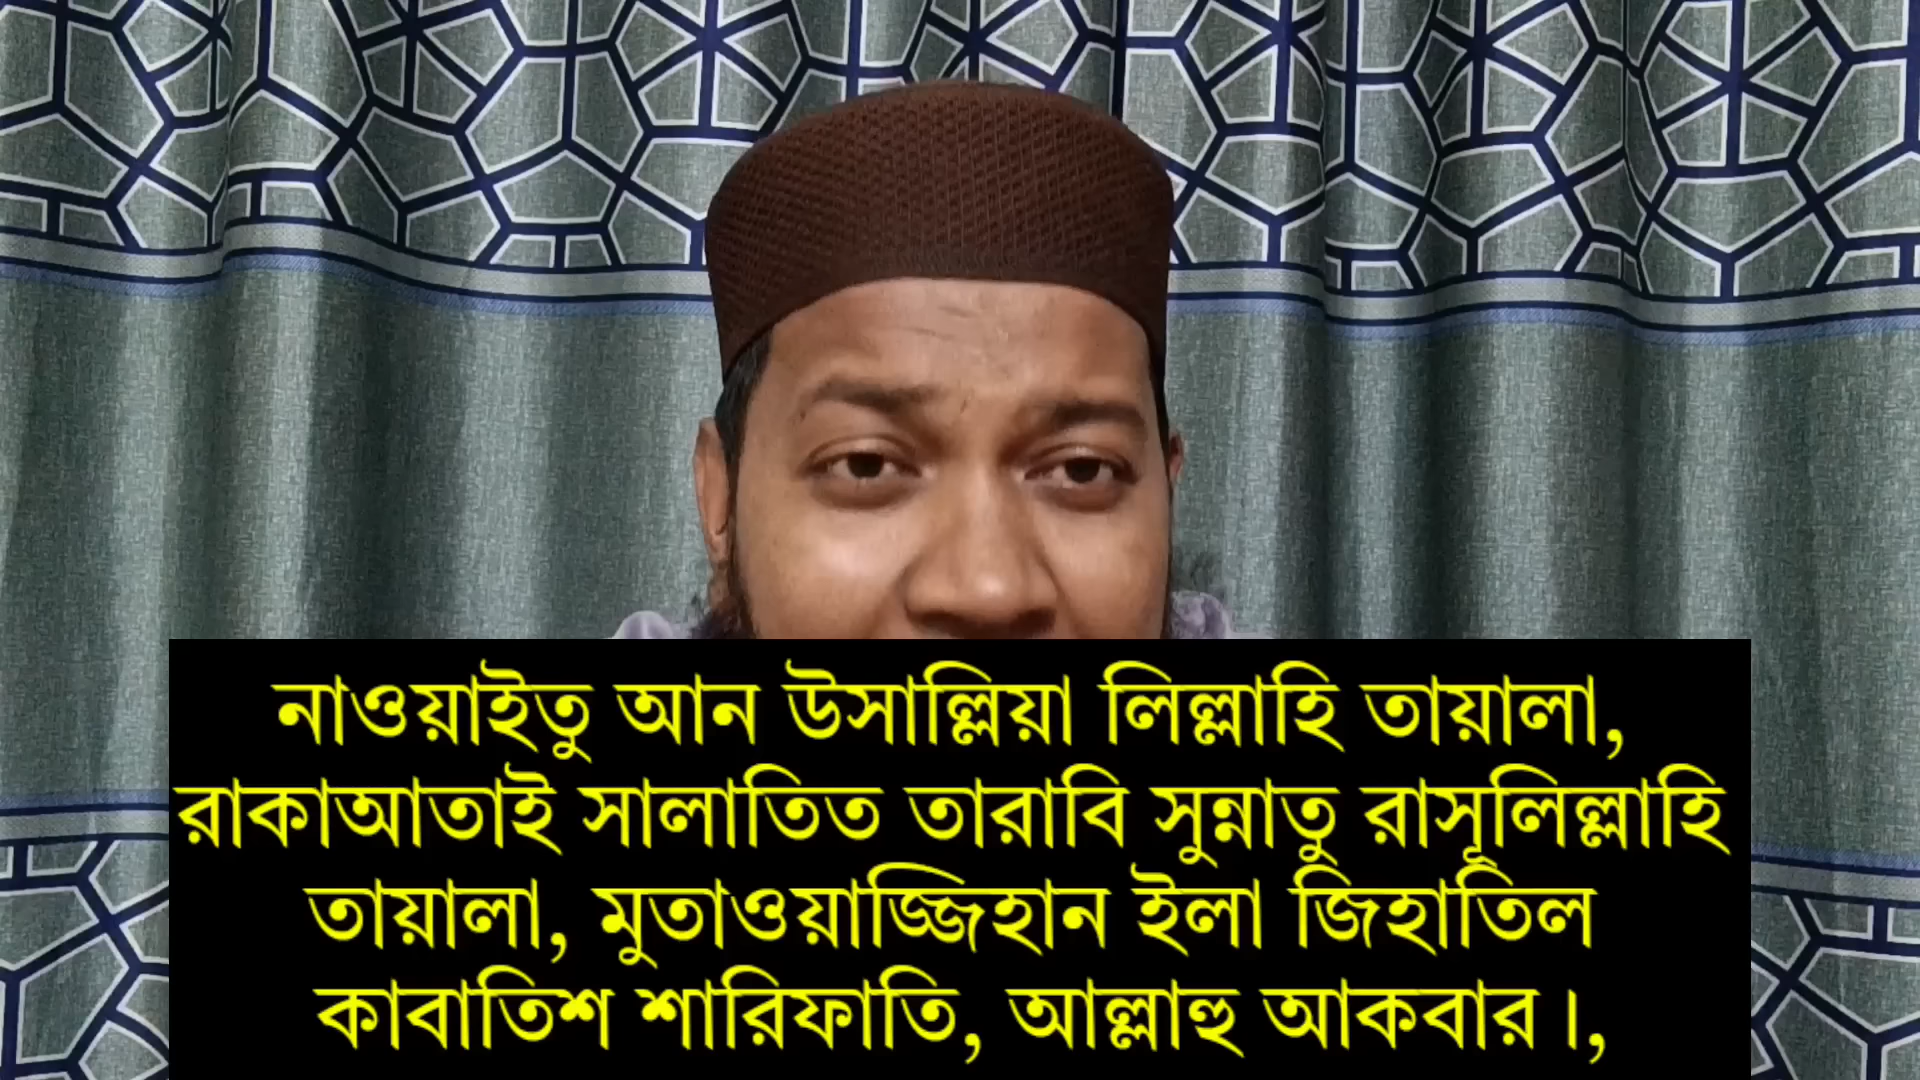 নাওয়াইতু আন উসাল্লিয়া লিল্লাহি তায়ালা,
রাকাআতাই সালাতিত তারাবি সুন্নাতু রাসূলিল্লাহি
তায়ালা, মুতাওয়াজ্জিহান ইলা জিহাতিল
কাবাতিশ শারিফাতি, আল্লাহু আকবার।,